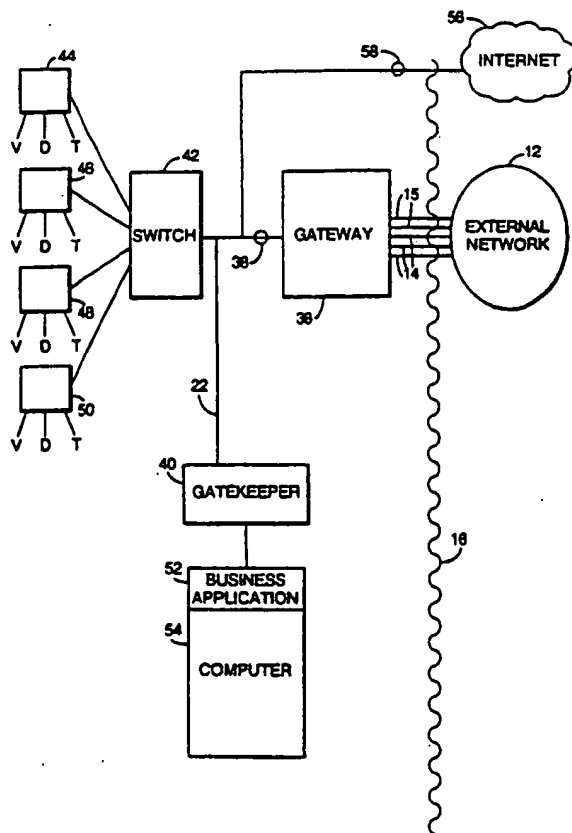 56
44
58
INTERNET
V D T
42
12
46
SWITCH
GATEWAY
15
EXTERNAL
NETWORK
V D T
38
14
48
38
V D T
22
50
V D T
40
GATEKEEPER
16
52
BUSINESS
APPLICATION
54
COMPUTER